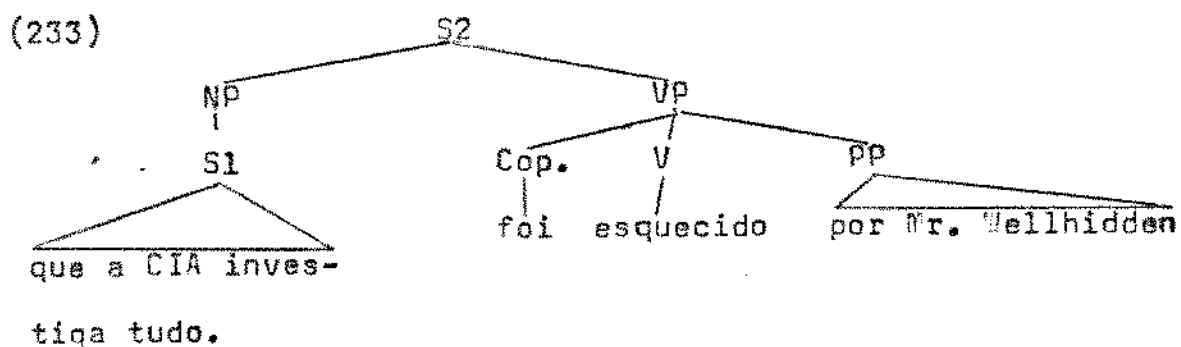 (233) S2
NP VP
S1 Cop. V PP
foi esquecido por Mr. Wellhidden
que a CIA inves-
tiga tudo.